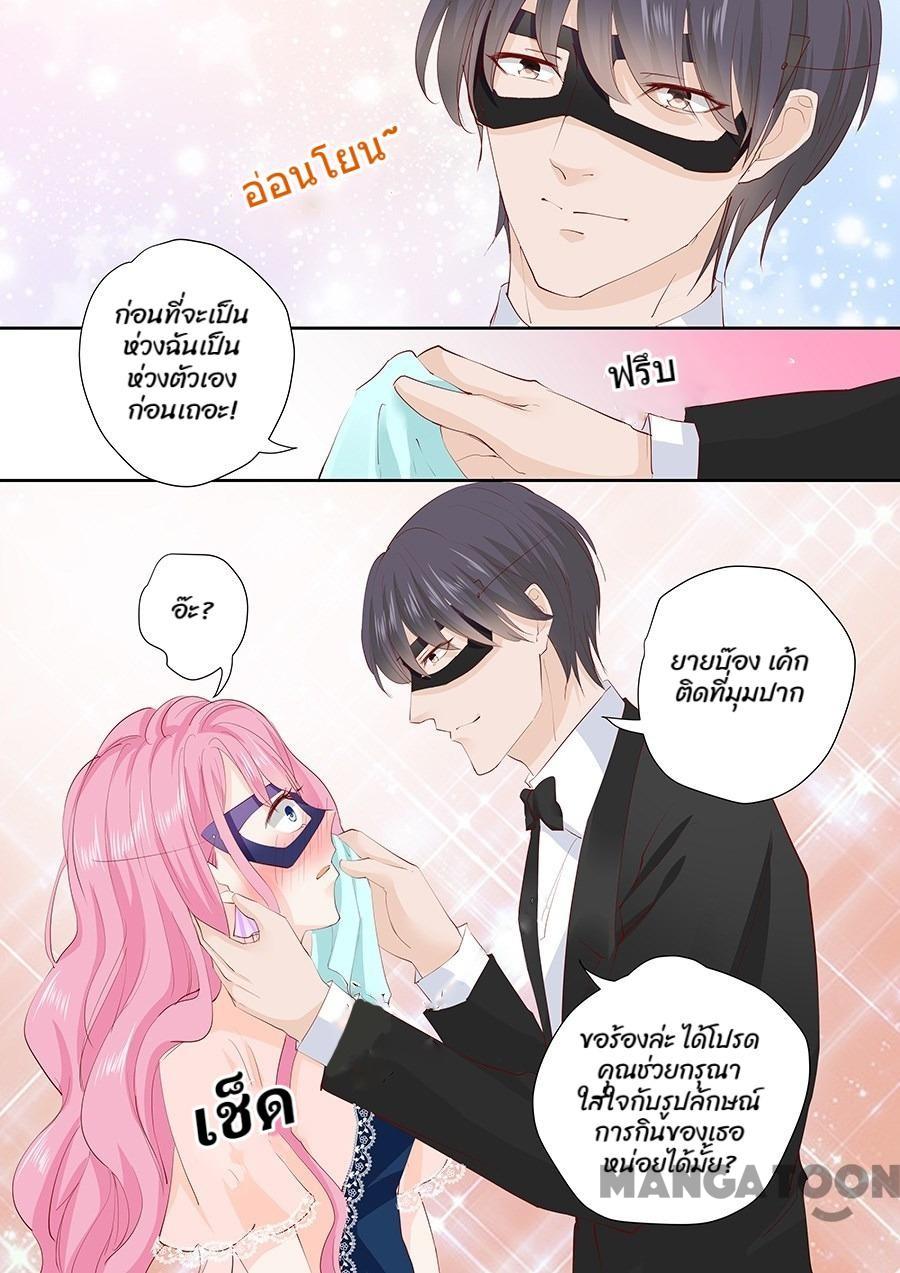 อ่อนโยน~
ก่อนที่จะเป็น
ห่วงฉันเป็น
ห่วงตัวเอง
ก่อนเถอะ!
ฟรึบ
อ๊ะ?
ยายบ๊อง เค้ก
ติดที่มุมปาก
เช็ด
ขอร้องล่ะ ได้โปรด
คุณช่วยกรุณา
ใส่ใจกับรูปลักษณ์
การกินของเธอ
หน่อยได้มั้ย?
MANGATOON